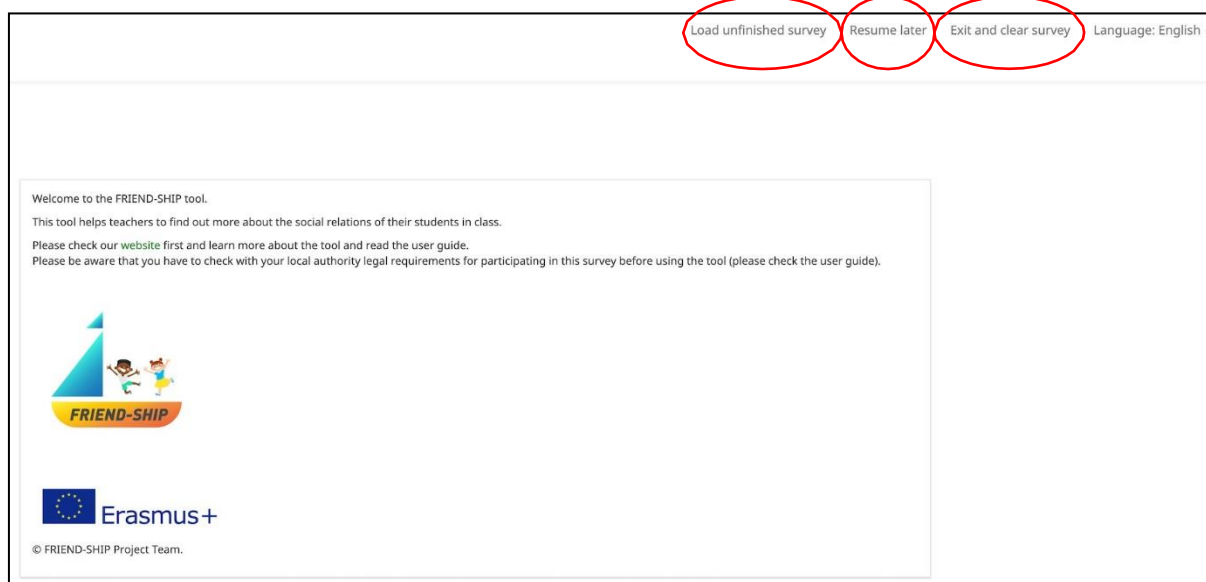 Load unfinished survey Resume later Exit and clear survey Language: English
Welcome to the FRIEND-SHIP tool.
This tool helps teachers to find out more about the social relations of their students in class.
Please check our website first and learn more about the tool and read the user guide.
Please be aware that you have to check with your local authority legal requirements for participating in this survey before using the tool (please check the user guide).
FRIEND-SHIP
Erasmus+
© FRIEND-SHIP Project Team.